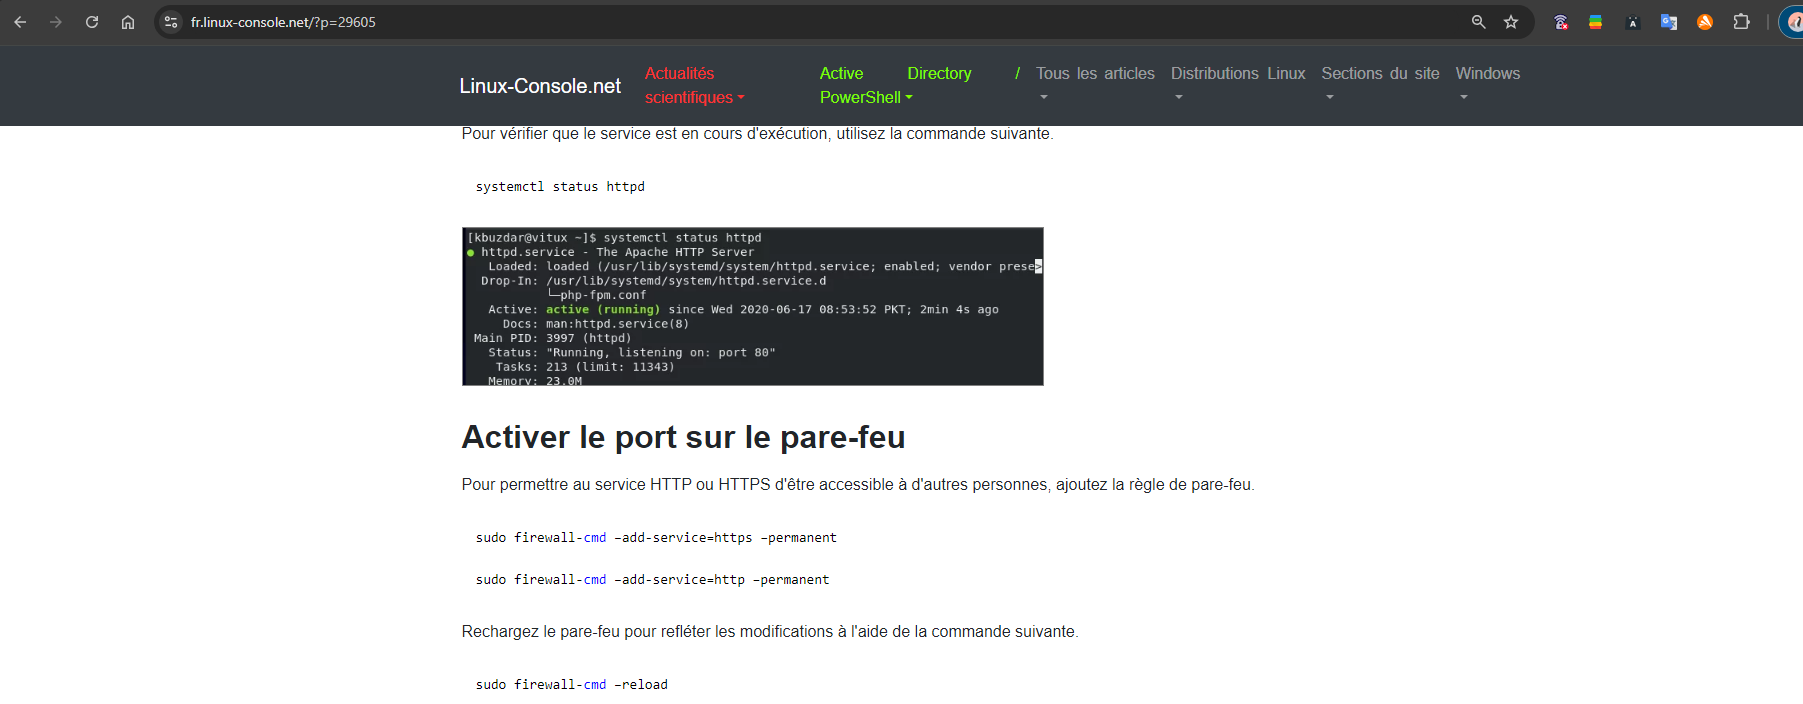 fr.linux-console.net/?p=29605
Linux-Console.net
Actualités
scientifiques
Active Directory /
PowerShell
Tous les articles
Distributions Linux
Sections du site
Windows
Pour vérifier que le service est en cours d'exécution, utilisez la commande suivante.
systemctl status httpd
[kbuzdar@vitux ~]$ systemctl status httpd
● httpd.service - The Apache HTTP Server
Loaded: loaded (/usr/lib/systemd/system/httpd.service; enabled; vendor prese>
Drop-In: /usr/lib/systemd/system/httpd.service.d
└─php-fpm.conf
Active: active (running) since Wed 2020-06-17 08:53:52 PKT; 2min 4s ago
Docs: man:httpd.service(8)
Main PID: 3997 (httpd)
Status: "Running, listening on: port 80"
Tasks: 213 (limit: 11343)
Memory: 23.0M
Activer le port sur le pare-feu
Pour permettre au service HTTP ou HTTPS d'être accessible à d'autres personnes, ajoutez la règle de pare-feu.
sudo firewall-cmd –add-service=https –permanent
sudo firewall-cmd –add-service=http –permanent
Rechargez le pare-feu pour refléter les modifications à l'aide de la commande suivante.
sudo firewall-cmd –reload